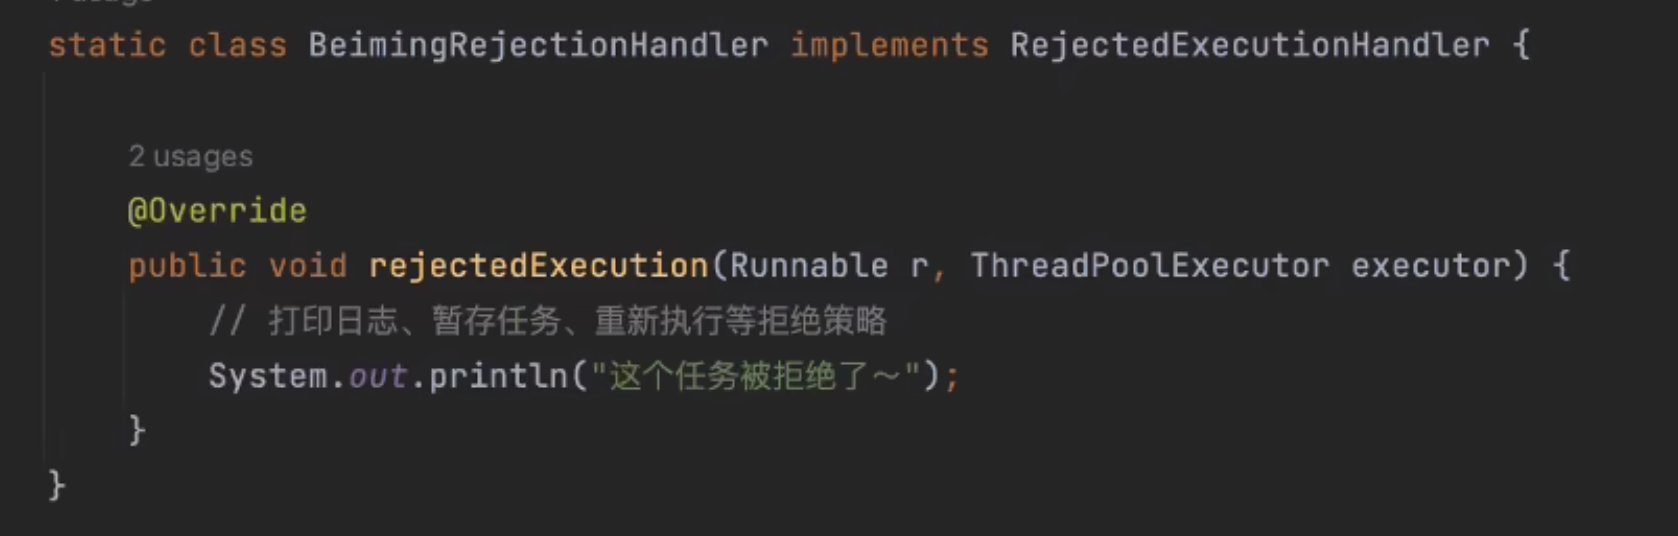 static class BeimingRejectionHandler implements RejectedExecutionHandler {
2 usages
@Override
public void rejectedExecution(Runnable r, ThreadPoolExecutor executor) {
// 打印日志、暂存任务、重新执行等拒绝策略
System.out.println("这个任务被拒绝了～");
}
}